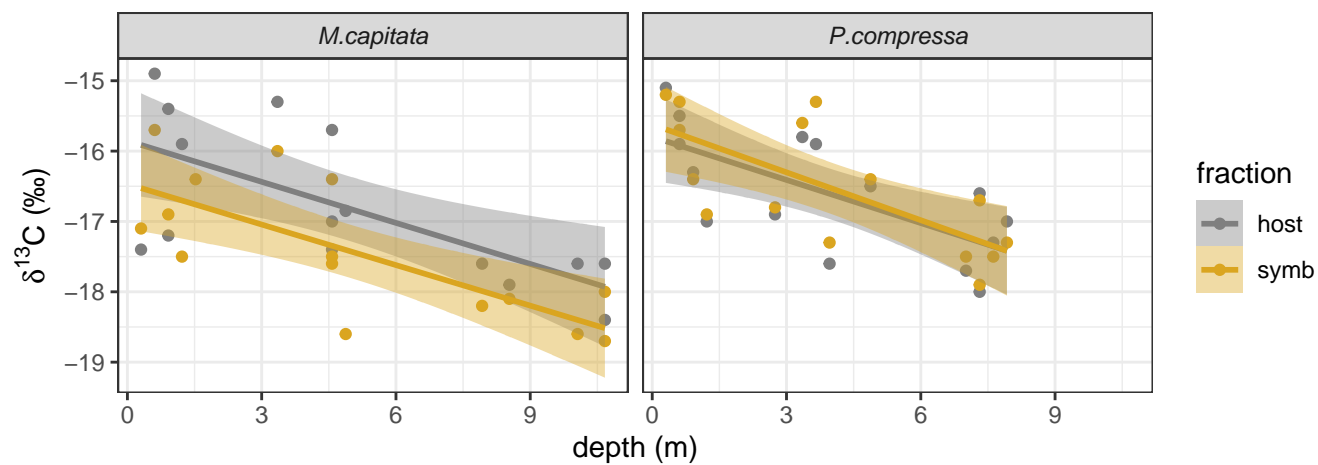 M.capitata
P.compressa
−15
−16
−17
−18
−19
δ¹³C (‰)
0 3 6 9
0 3 6 9
depth (m)
fraction
host
symb